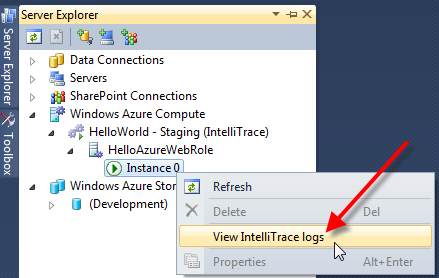 Server Explorer
Server Explorer
Toolbox
Data Connections
Servers
SharePoint Connections
Windows Azure Compute
HelloWorld - Staging (IntelliTrace)
HelloAzureWebRole
Instance 0
Windows Azure Stor
(Development)
Refresh
Delete Del
View IntelliTrace logs
Properties Alt+Enter